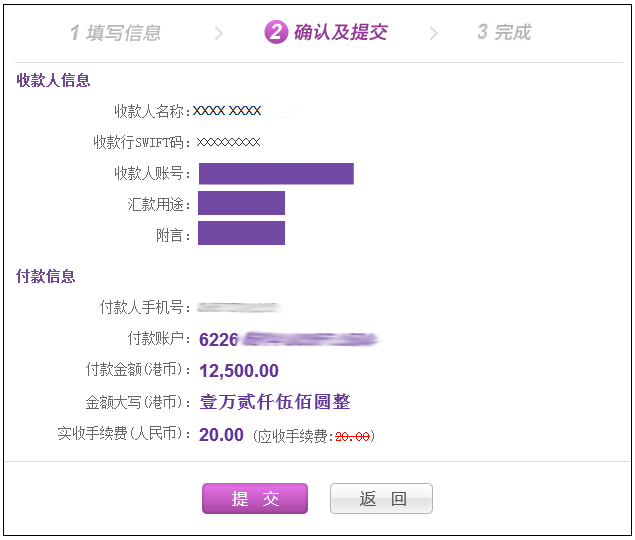 1 填写信息 2 确认及提交 3 完成
收款人信息
收款人名称: XXXX XXXX
收款行SWIFT码: XXXXXXXXX
收款人账号:
汇款用途:
附言:
付款信息
付款人手机号:
付款账户: 6226
付款金额(港币): 12,500.00
金额大写(港币): 壹万贰仟伍佰圆整
实收手续费(人民币): 20.00 (应收手续费:20.00)
提 交 返 回